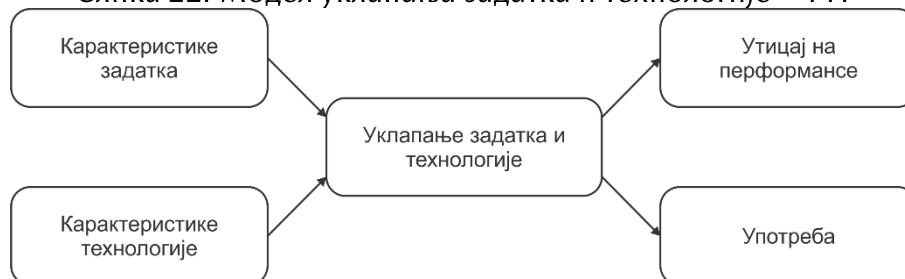 Карактеристике
задатка
Утицај на
перформансе
Уклапање задатка и
технологије
Карактеристике
технологије
Употреба